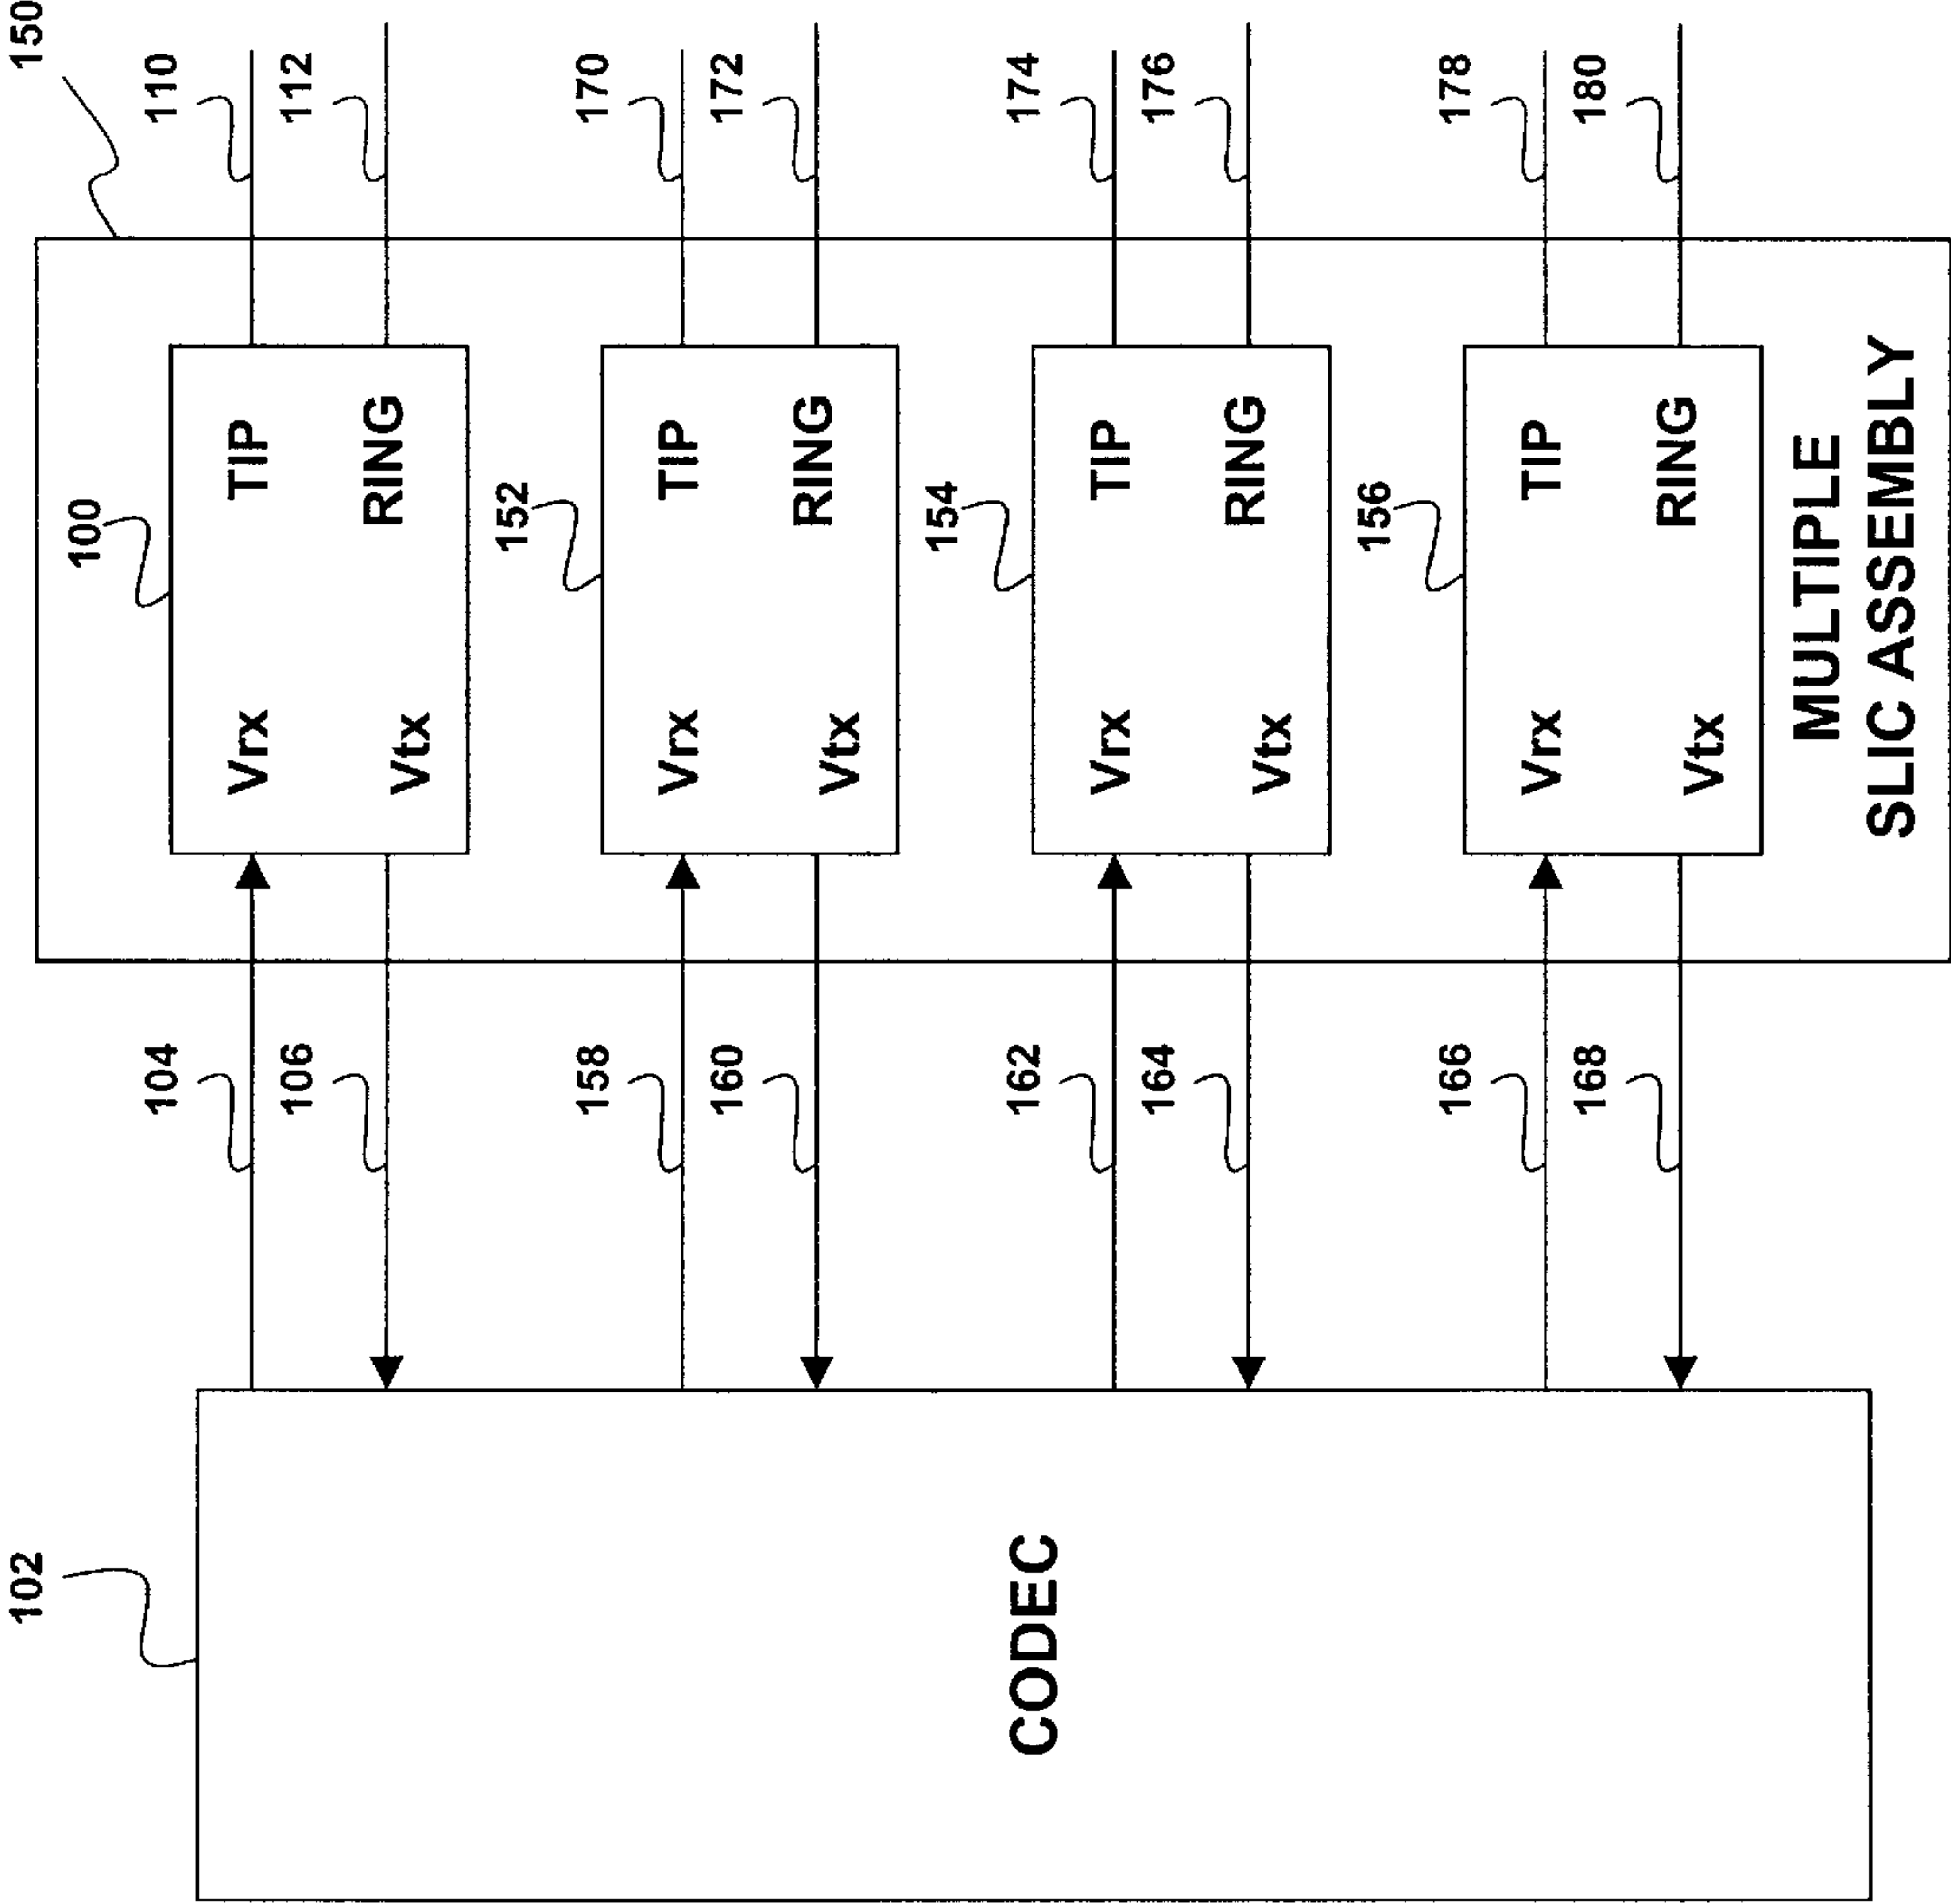 150
110
112
170
172
174
176
178
180
100
TIP
RING
Vrx
Vtx
152
TIP
RING
Vrx
Vtx
154
TIP
RING
Vrx
Vtx
156
TIP
RING
Vrx
Vtx
MULTIPLE
SLIC ASSEMBLY
104
106
158
160
162
164
166
168
102
CODEC